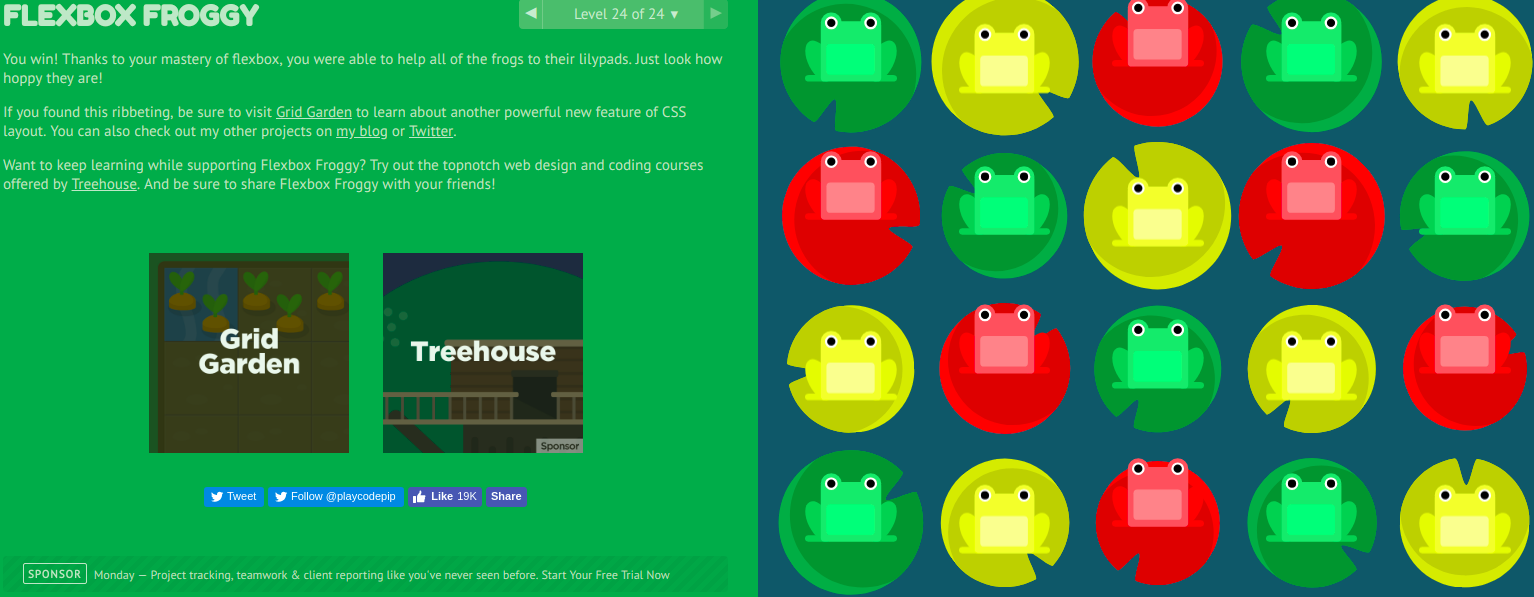 FLEXBOX FROGGY
◀ Level 24 of 24 ▾ ▶
You win! Thanks to your mastery of flexbox, you were able to help all of the frogs to their lilypads. Just look how
hoppy they are!
If you found this ribbeting, be sure to visit Grid Garden to learn about another powerful new feature of CSS
layout. You can also check out my other projects on my blog or Twitter.
Want to keep learning while supporting Flexbox Froggy? Try out the topnotch web design and coding courses
offered by Treehouse. And be sure to share Flexbox Froggy with your friends!
Grid
Garden
Treehouse
Sponsor
Tweet Follow @playcodepip Like 19K Share
SPONSOR Monday — Project tracking, teamwork & client reporting like you've never seen before. Start Your Free Trial Now